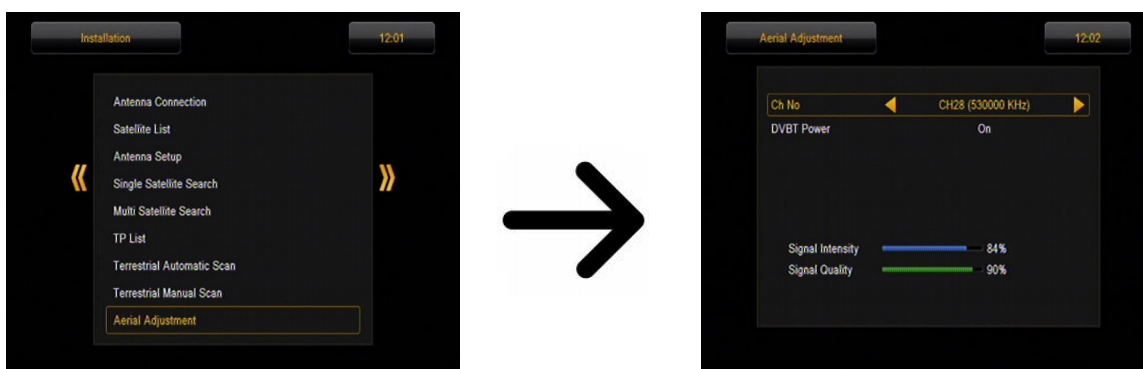 Installation 12:01
Antenna Connection
Satellite List
Antenna Setup
Single Satellite Search
Multi Satellite Search
TP List
Terrestrial Automatic Scan
Terrestrial Manual Scan
Aerial Adjustment
Aerial Adjustment 12:02
Ch No CH28 (530000 KHz)
DVBT Power On
Signal Intensity 84%
Signal Quality 90%